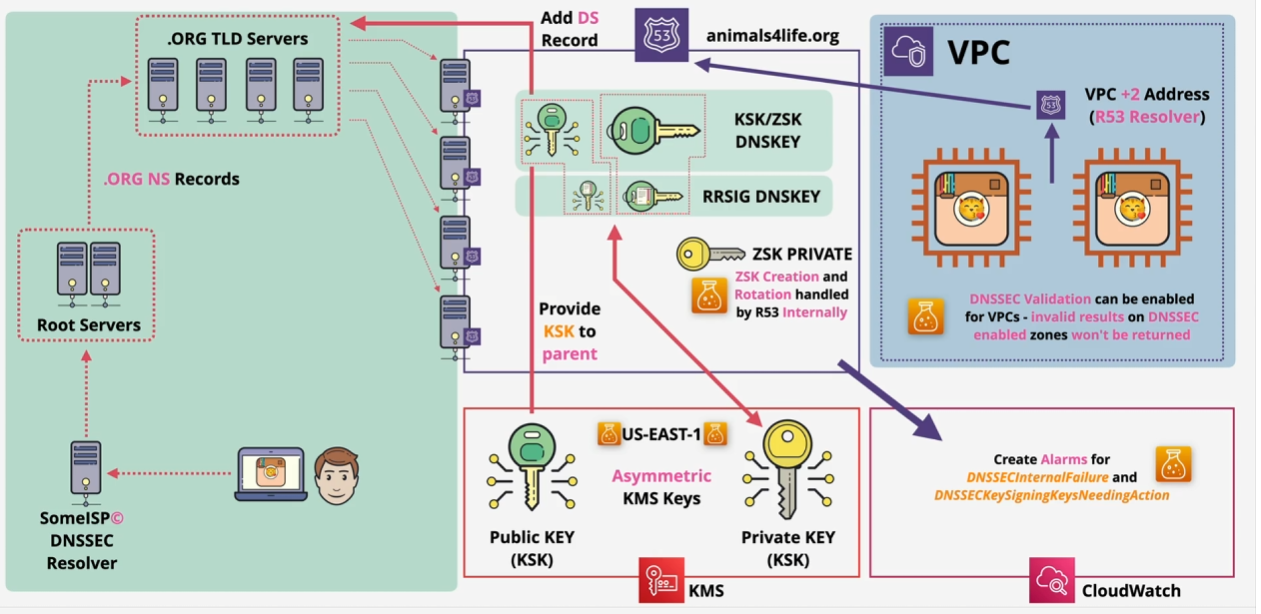 .ORG TLD Servers
.ORG NS Records
Root Servers
SomeISP©
DNSSEC
Resolver
Add DS
Record
53
animals4life.org
KSK/ZSK
DNSKEY
RRSIG DNSKEY
ZSK PRIVATE
ZSK Creation and
Rotation handled
by R53 Internally
Provide
KSK to
parent
US-EAST-1
Asymmetric
KMS Keys
Public KEY
(KSK)
Private KEY
(KSK)
KMS
VPC
53
VPC +2 Address
(R53 Resolver)
DNSSEC Validation can be enabled
for VPCs - invalid results on DNSSEC
enabled zones won't be returned
Create Alarms for
DNSSECInternalFailure and
DNSSECKeySigningKeysNeedingAction
CloudWatch